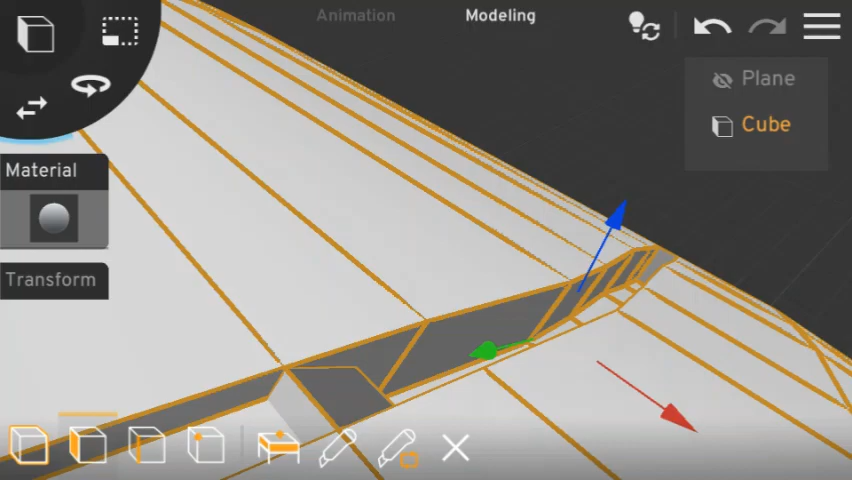 Animation
Modeling
Plane
Cube
Material
Transform